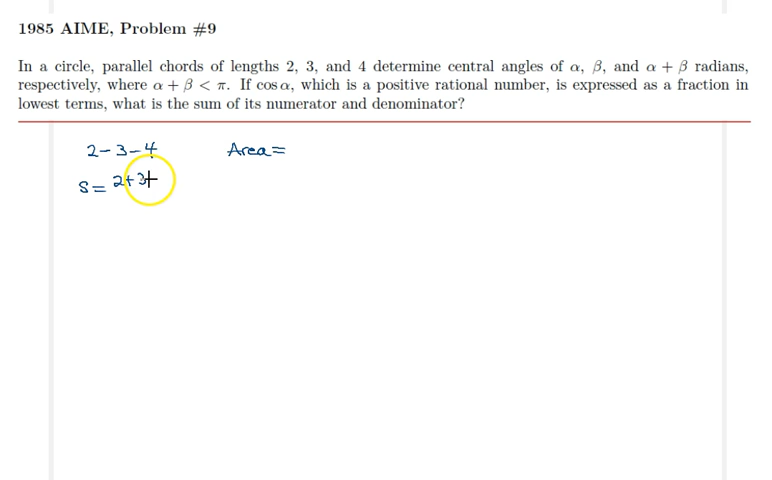 1985 AIME, Problem #9
In a circle, parallel chords of lengths 2, 3, and 4 determine central angles of α, β, and α + β radians,
respectively, where α + β < π. If cos α, which is a positive rational number, is expressed as a fraction in
lowest terms, what is the sum of its numerator and denominator?
2-3-4 Area=
S= 2+3+